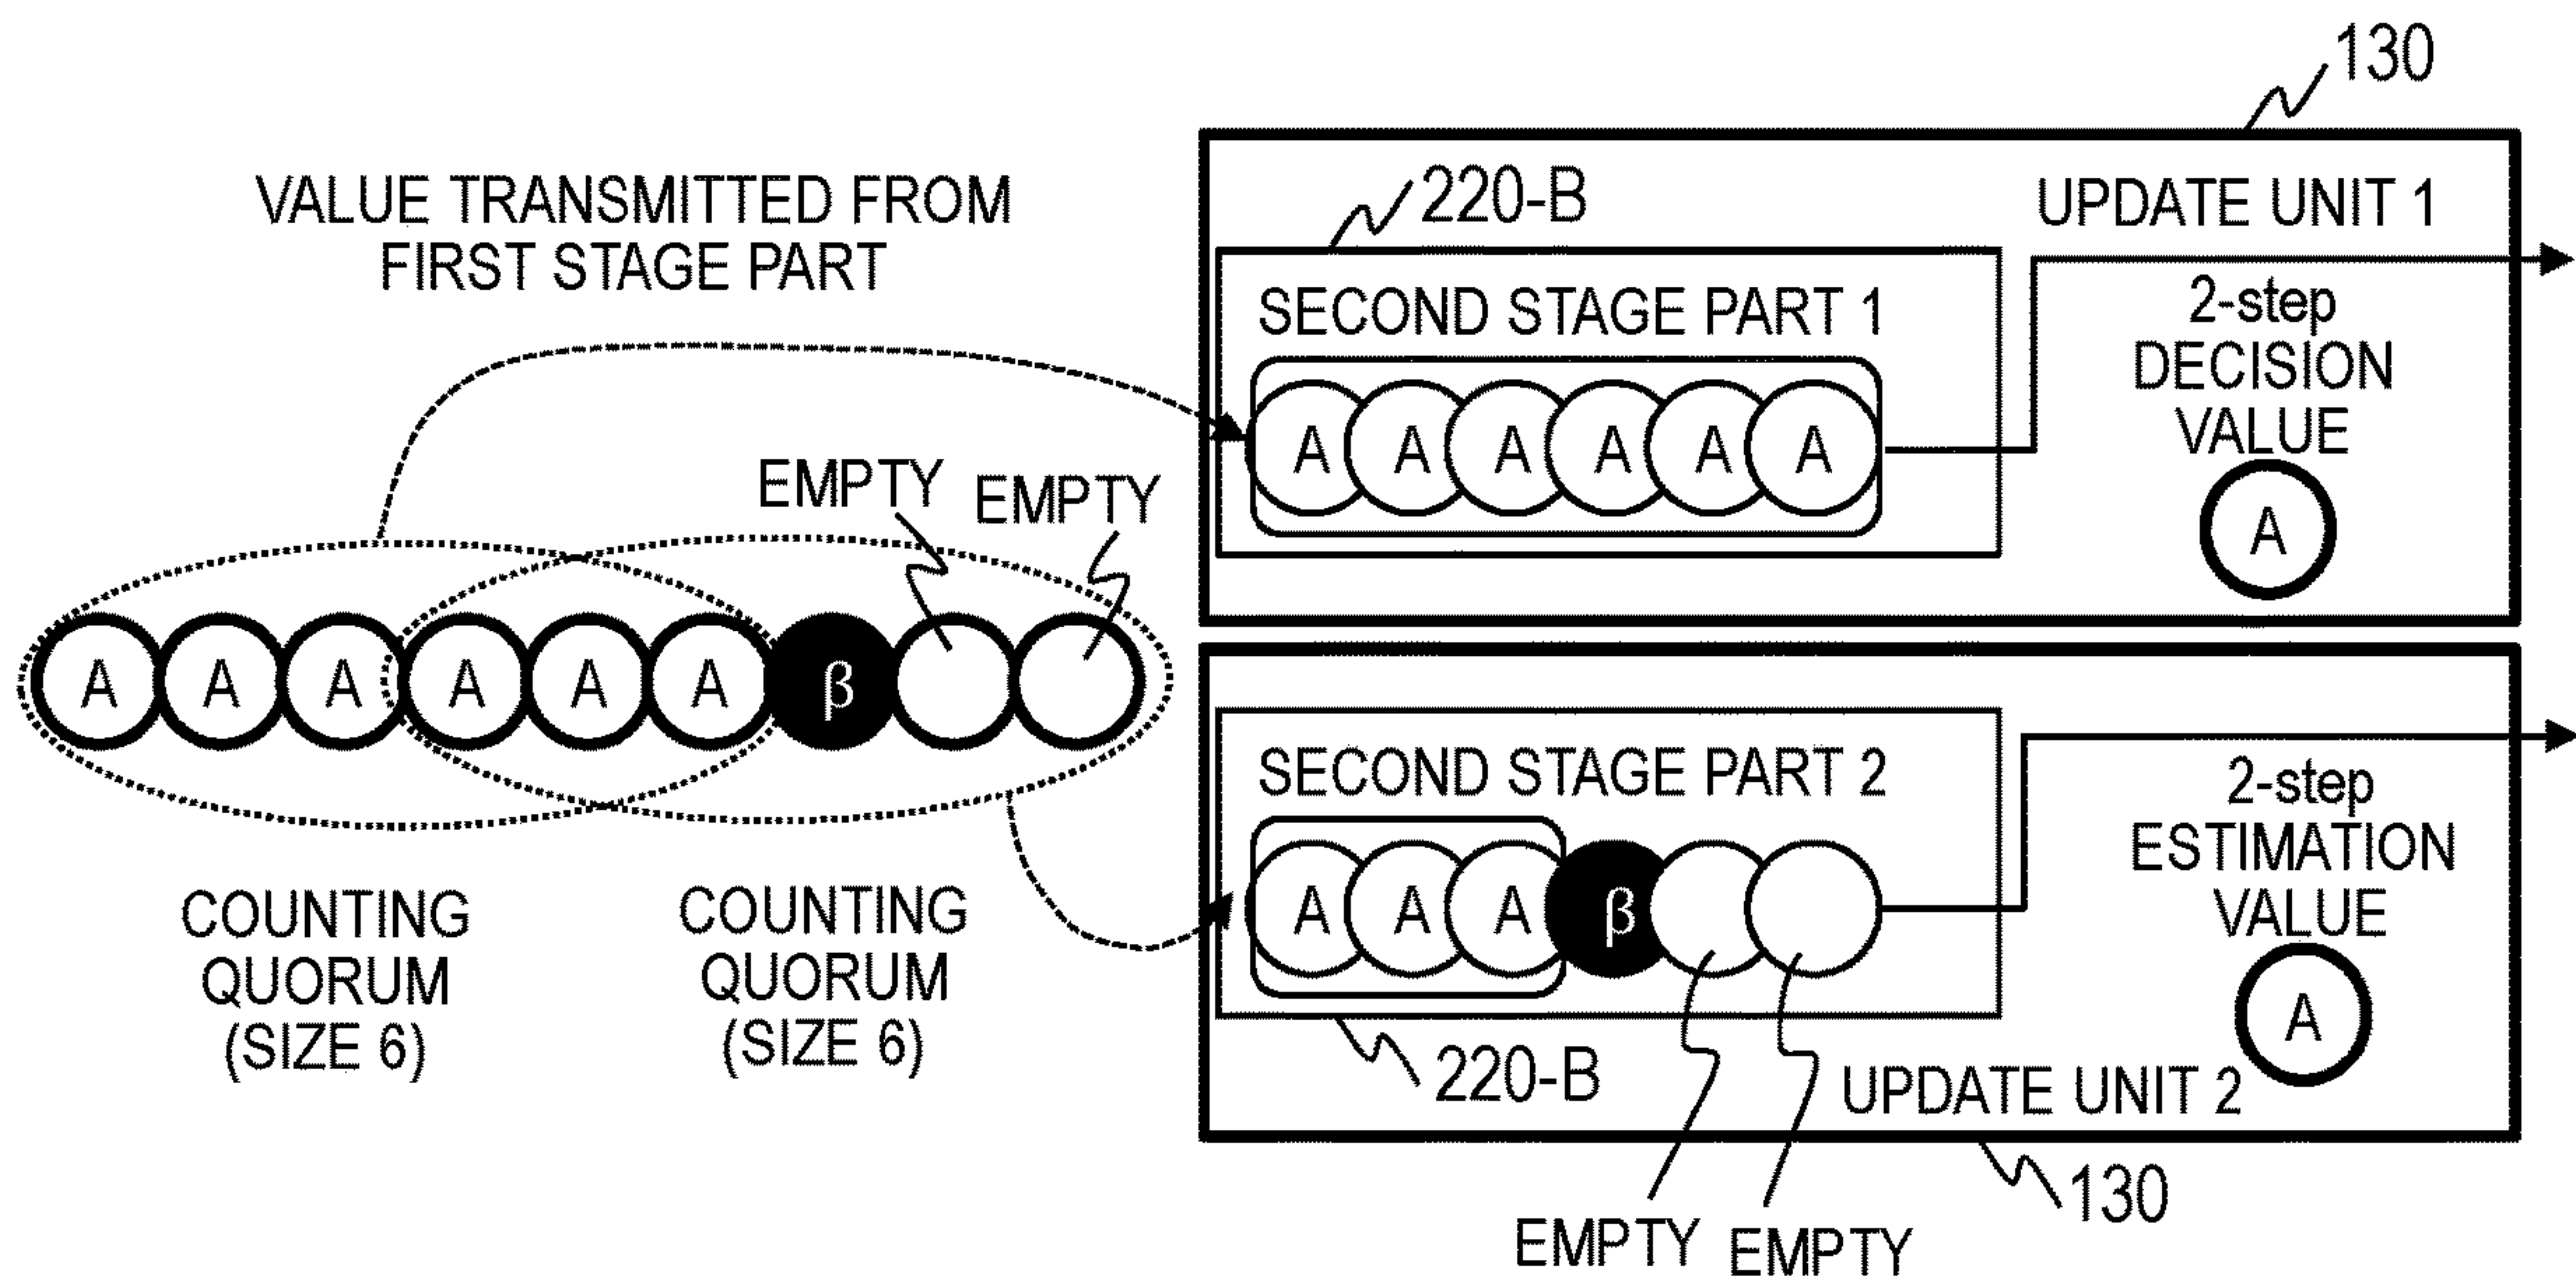 130
220-B
UPDATE UNIT 1
VALUE TRANSMITTED FROM
FIRST STAGE PART
SECOND STAGE PART 1
2-step
DECISION
VALUE
A A A A A A
A
EMPTY
EMPTY
A A A A A A β
SECOND STAGE PART 2
2-step
ESTIMATION
VALUE
A A A β
A
COUNTING
QUORUM
(SIZE 6)
COUNTING
QUORUM
(SIZE 6)
220-B
UPDATE UNIT 2
130
EMPTY
EMPTY